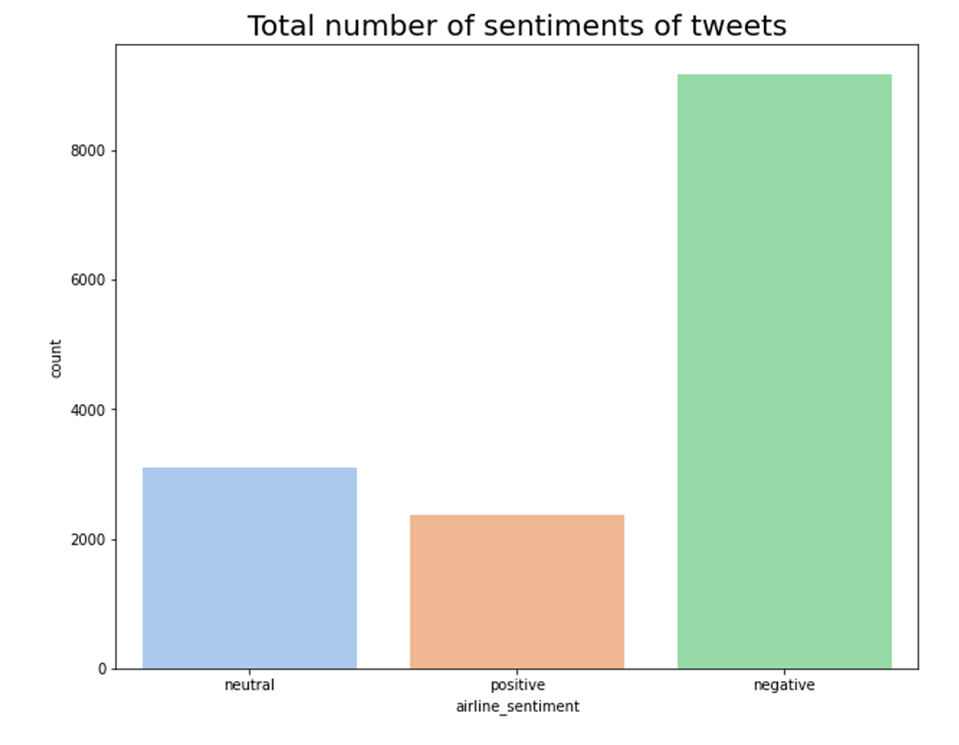 Total number of sentiments of tweets
8000
6000
4000
2000
0
count
neutral positive negative
airline_sentiment